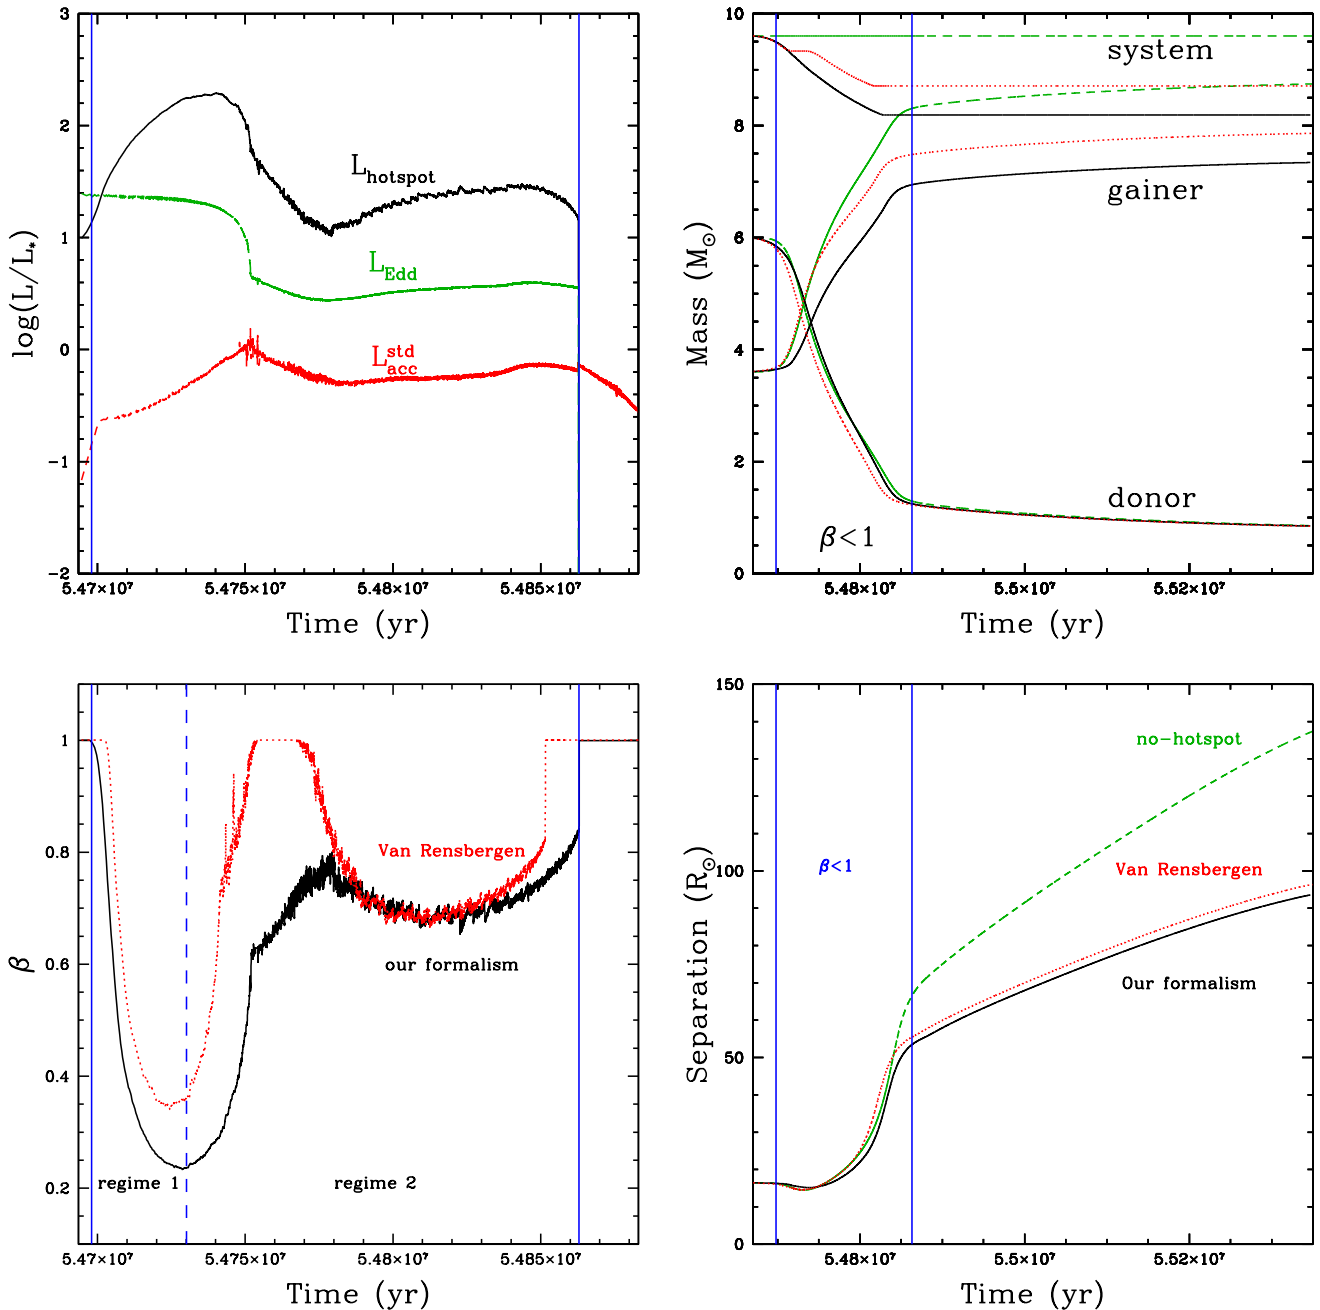 3
2
1
0
−1
−2
log(L/L*)
L hotspot
L Edd
L std acc
5.47×10⁷
5.475×10⁷
5.48×10⁷
5.485×10⁷
Time (yr)
10
8
6
4
2
0
Mass (M☉)
system
gainer
donor
β<1
5.48×10⁷
5.5×10⁷
5.52×10⁷
Time (yr)
1
0.8
0.6
0.4
0.2
β
Van Rensbergen
our formalism
regime 1
regime 2
5.47×10⁷
5.475×10⁷
5.48×10⁷
5.485×10⁷
Time (yr)
150
100
50
0
Separation (R☉)
no−hotspot
β<1
Van Rensbergen
Our formalism
5.48×10⁷
5.5×10⁷
5.52×10⁷
Time (yr)